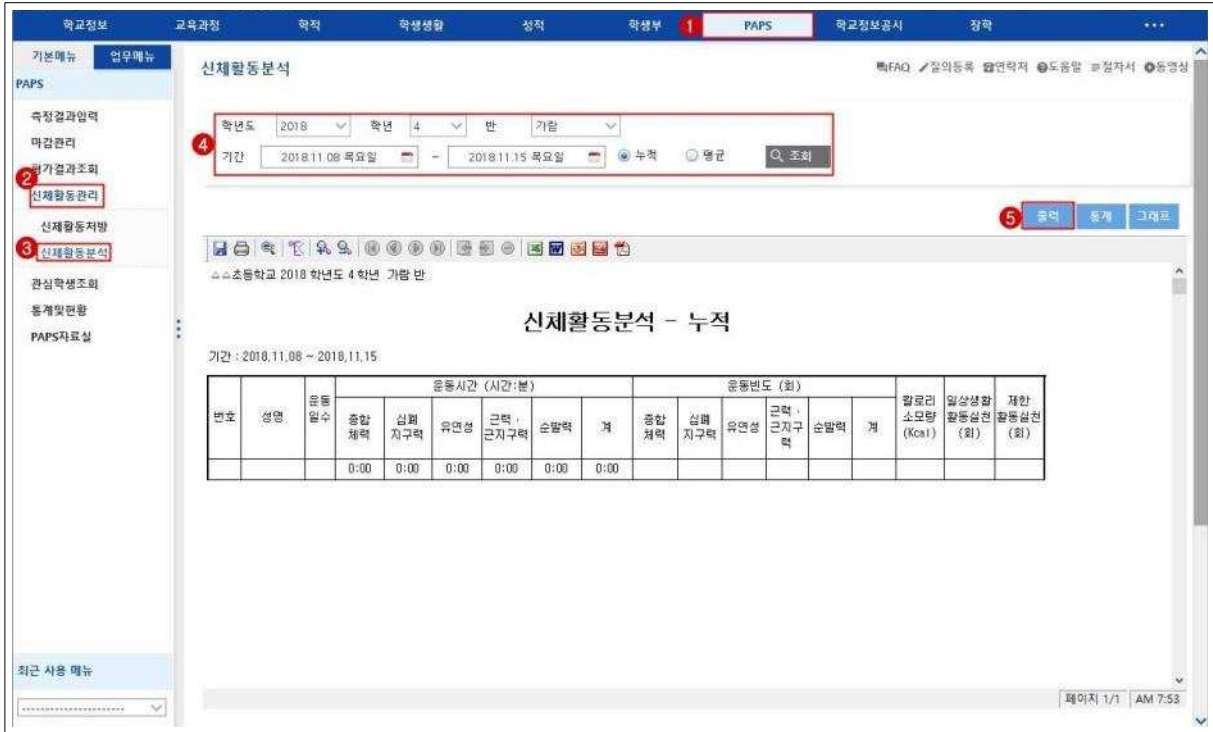 학교정보 교육과정 학적 학생생활 성적 학생부 1 PAPS 학교정보공시 장학 ...
기본메뉴 업무메뉴
PAPS
측정결과입력
마감관리
평가결과조회
2
신체활동관리
신체활동처방
3 신체활동분석
관심학생조회
통계및현황
PAPS자료실
최근 사용 메뉴
신체활동분석
FAQ 질의등록 연락처 도움말 절차서 동영상
4
학년도 2018 학년 4 반 가람
기간 2018.11.08 목요일 - 2018.11.15 목요일 누적 평균 조회
5 출력 통계 그래프
△△초등학교 2018 학년도 4 학년 가람 반
신체활동분석 - 누적
기간 : 2018.11.08 ~ 2018.11.15
번호 성명 운동일수 운동시간 (시간:분) 운동빈도 (회) 칼로리 소모량 (Kcal) 일상생활 활동실천 (회) 제한 활동실천 (회)
종합체력 심폐지구력 유연성 근력·근지구력 순발력 계 종합체력 심폐지구력 유연성 근력·근지구력 순발력 계
0:00 0:00 0:00 0:00 0:00 0:00
페이지 1/1 AM 7:53